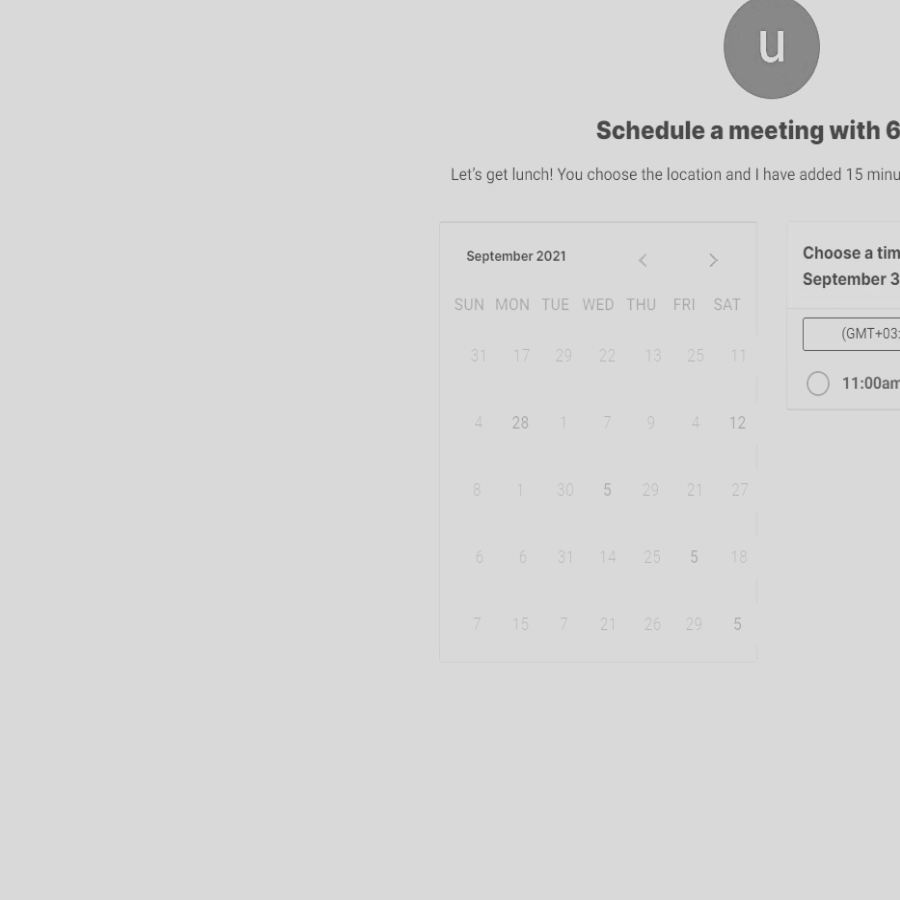 u
Schedule a meeting with 6
Let's get lunch! You choose the location and I have added 15 minu
September 2021
SUN MON TUE WED THU FRI SAT
31 17 29 22 13 25 11
4 28 1 7 9 4 12
8 1 30 5 29 21 27
6 6 31 14 25 5 18
7 15 7 21 26 29 5
Choose a tim
September 3
(GMT+03:
11:00am